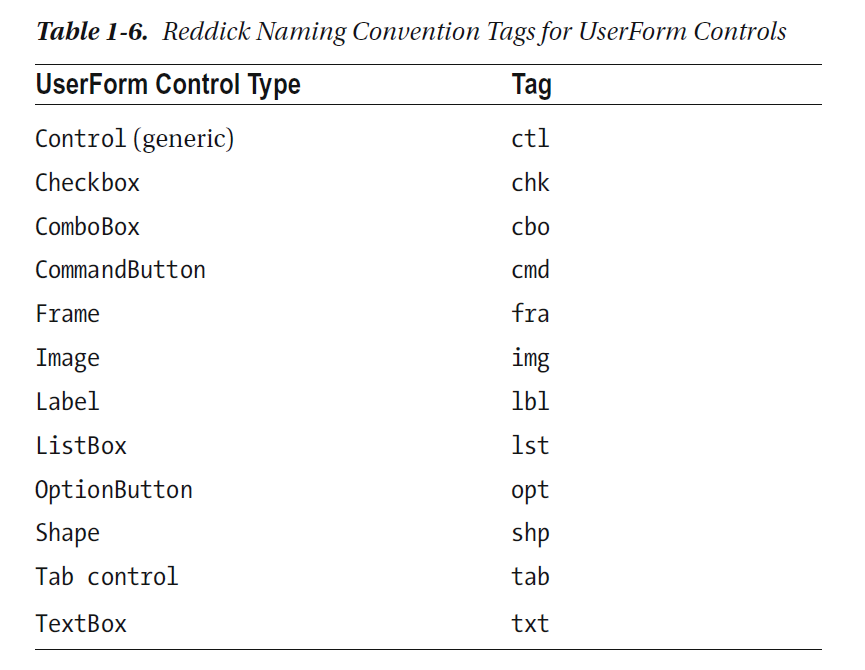 Table 1-6. Reddick Naming Convention Tags for UserForm Controls
UserForm Control Type Tag
Control (generic) ctl
Checkbox chk
ComboBox cbo
CommandButton cmd
Frame fra
Image img
Label lbl
ListBox lst
OptionButton opt
Shape shp
Tab control tab
TextBox txt